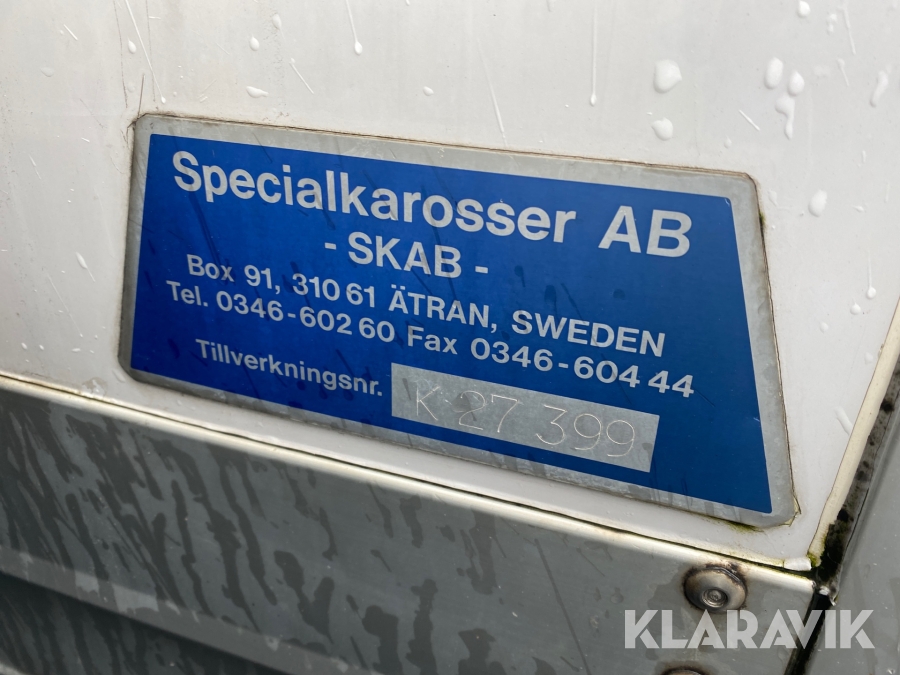 Specialkarosser AB
- SKAB -
Box 91, 310 61 ÄTRAN, SWEDEN
Tel. 0346-602 60 Fax 0346-604 44
Tillverkningsnr. K 27 399
KLARAVIK